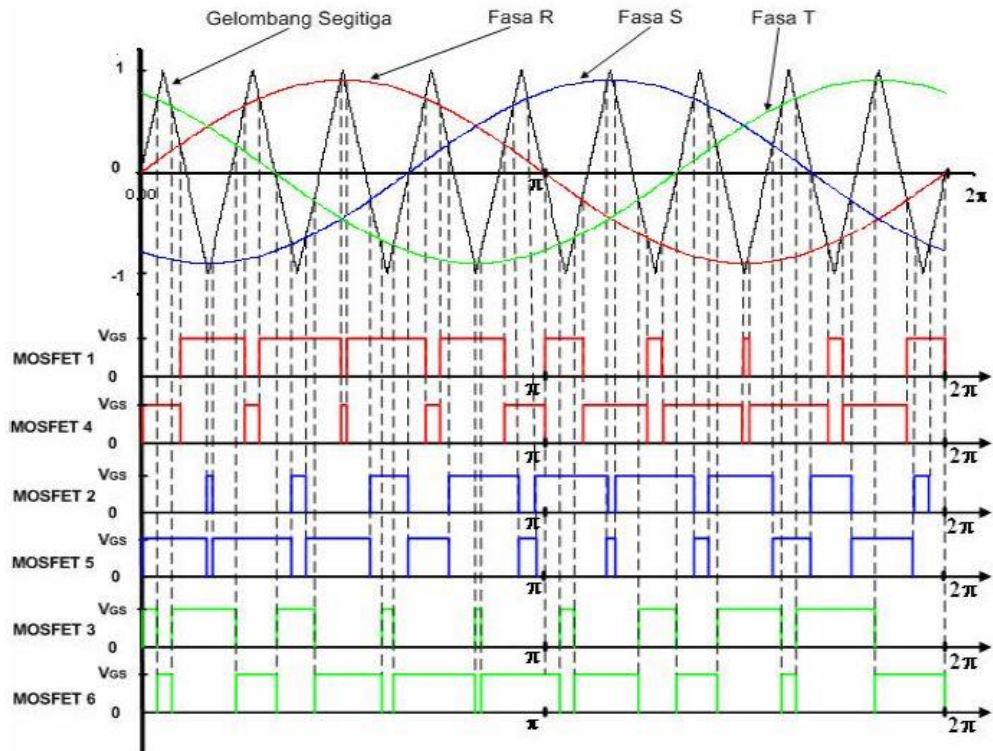 Gelombang Segitiga Fasa R Fasa S Fasa T
1
0
0.00 π 2π
-1
VGS
MOSFET 1
0 π 2π
VGS
MOSFET 4
0 π 2π
VGS
MOSFET 2
0 π 2π
VGS
MOSFET 5
0 π 2π
VGS
MOSFET 3
0 π 2π
VGS
MOSFET 6
0 π 2π